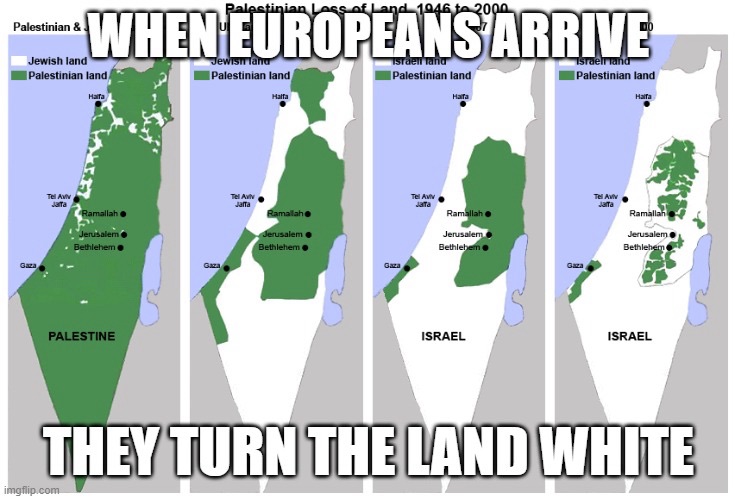 Palestinian Loss of Land 1946 to 2000
WHEN EUROPEANS ARRIVE
Palestinian &
Jewish land
Palestinian land
Haifa
Tel Aviv
Jaffa
Ramallah
Jerusalem
Bethlehem
Gaza
PALESTINE
Jewish land
Palestinian land
Haifa
Tel Aviv
Jaffa
Ramallah
Jerusalem
Bethlehem
Gaza
Israeli land
Palestinian land
Haifa
Tel Aviv
Jaffa
Ramallah
Jerusalem
Bethlehem
Gaza
ISRAEL
Israeli land
Palestinian land
Haifa
Tel Aviv
Jaffa
Ramallah
Jerusalem
Bethlehem
Gaza
ISRAEL
THEY TURN THE LAND WHITE
imgflip.com